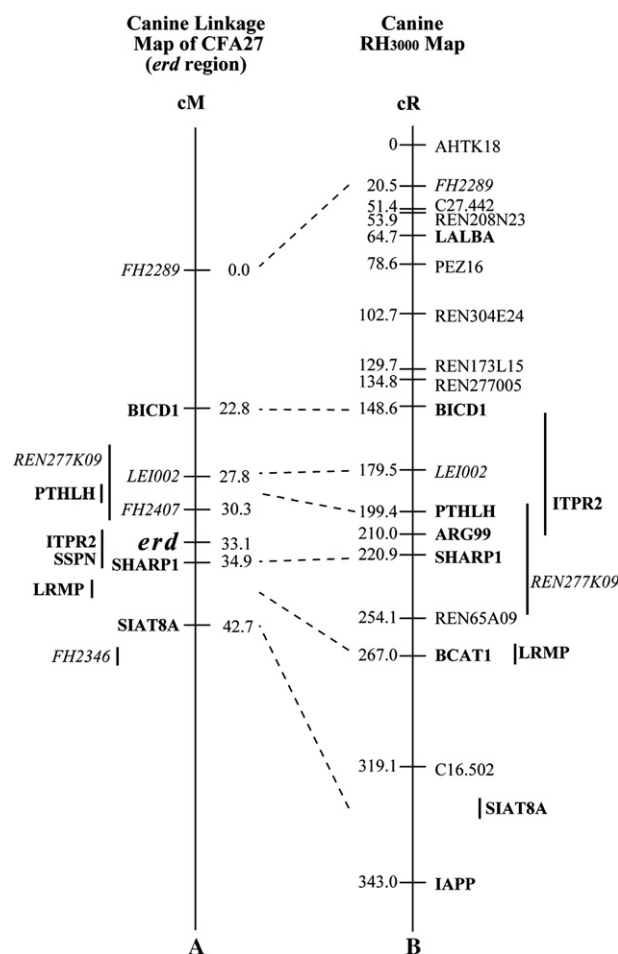 Canine Linkage
Map of CFA27
(erd region)
cM
FH2289 0.0
BICD1 22.8
REN277K09
LEI002 27.8
PTHLH
FH2407 30.3
ITPR2
erd 33.1
SSPN
SHARP1 34.9
LRMP
SIAT8A 42.7
FH2346
A
Canine
RH3000 Map
cR
0 AHTK18
20.5 FH2289
51.4 C27.442
53.9 REN208N23
64.7 LALBA
78.6 PEZ16
102.7 REN304E24
129.7 REN173L15
134.8 REN277005
148.6 BICD1
179.5 LEI002
ITPR2
199.4 PTHLH
210.0 ARG99
220.9 SHARP1
REN277K09
254.1 REN65A09
267.0 BCAT1
LRMP
319.1 C16.502
SIAT8A
343.0 IAPP
B